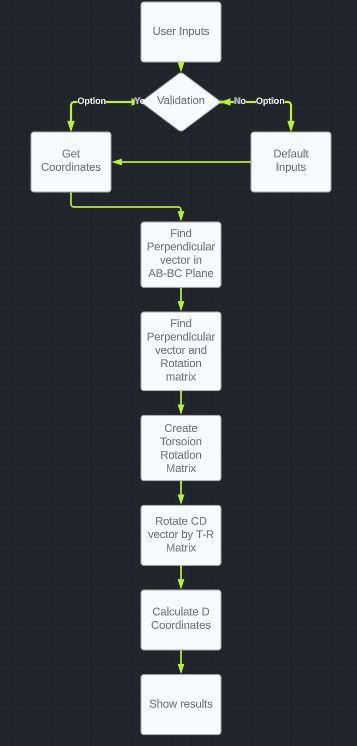 User Inputs
Option
Yes
Validation
No
Option
Get
Coordinates
Default
Inputs
Find
Perpendicular
vector in
AB-BC Plane
Find
Perpendicular
vector and
Rotation
matrix
Create
Torsoion
Rotation
Matrix
Rotate CD
vector by T-R
Matrix
Calculate D
Coordinates
Show results